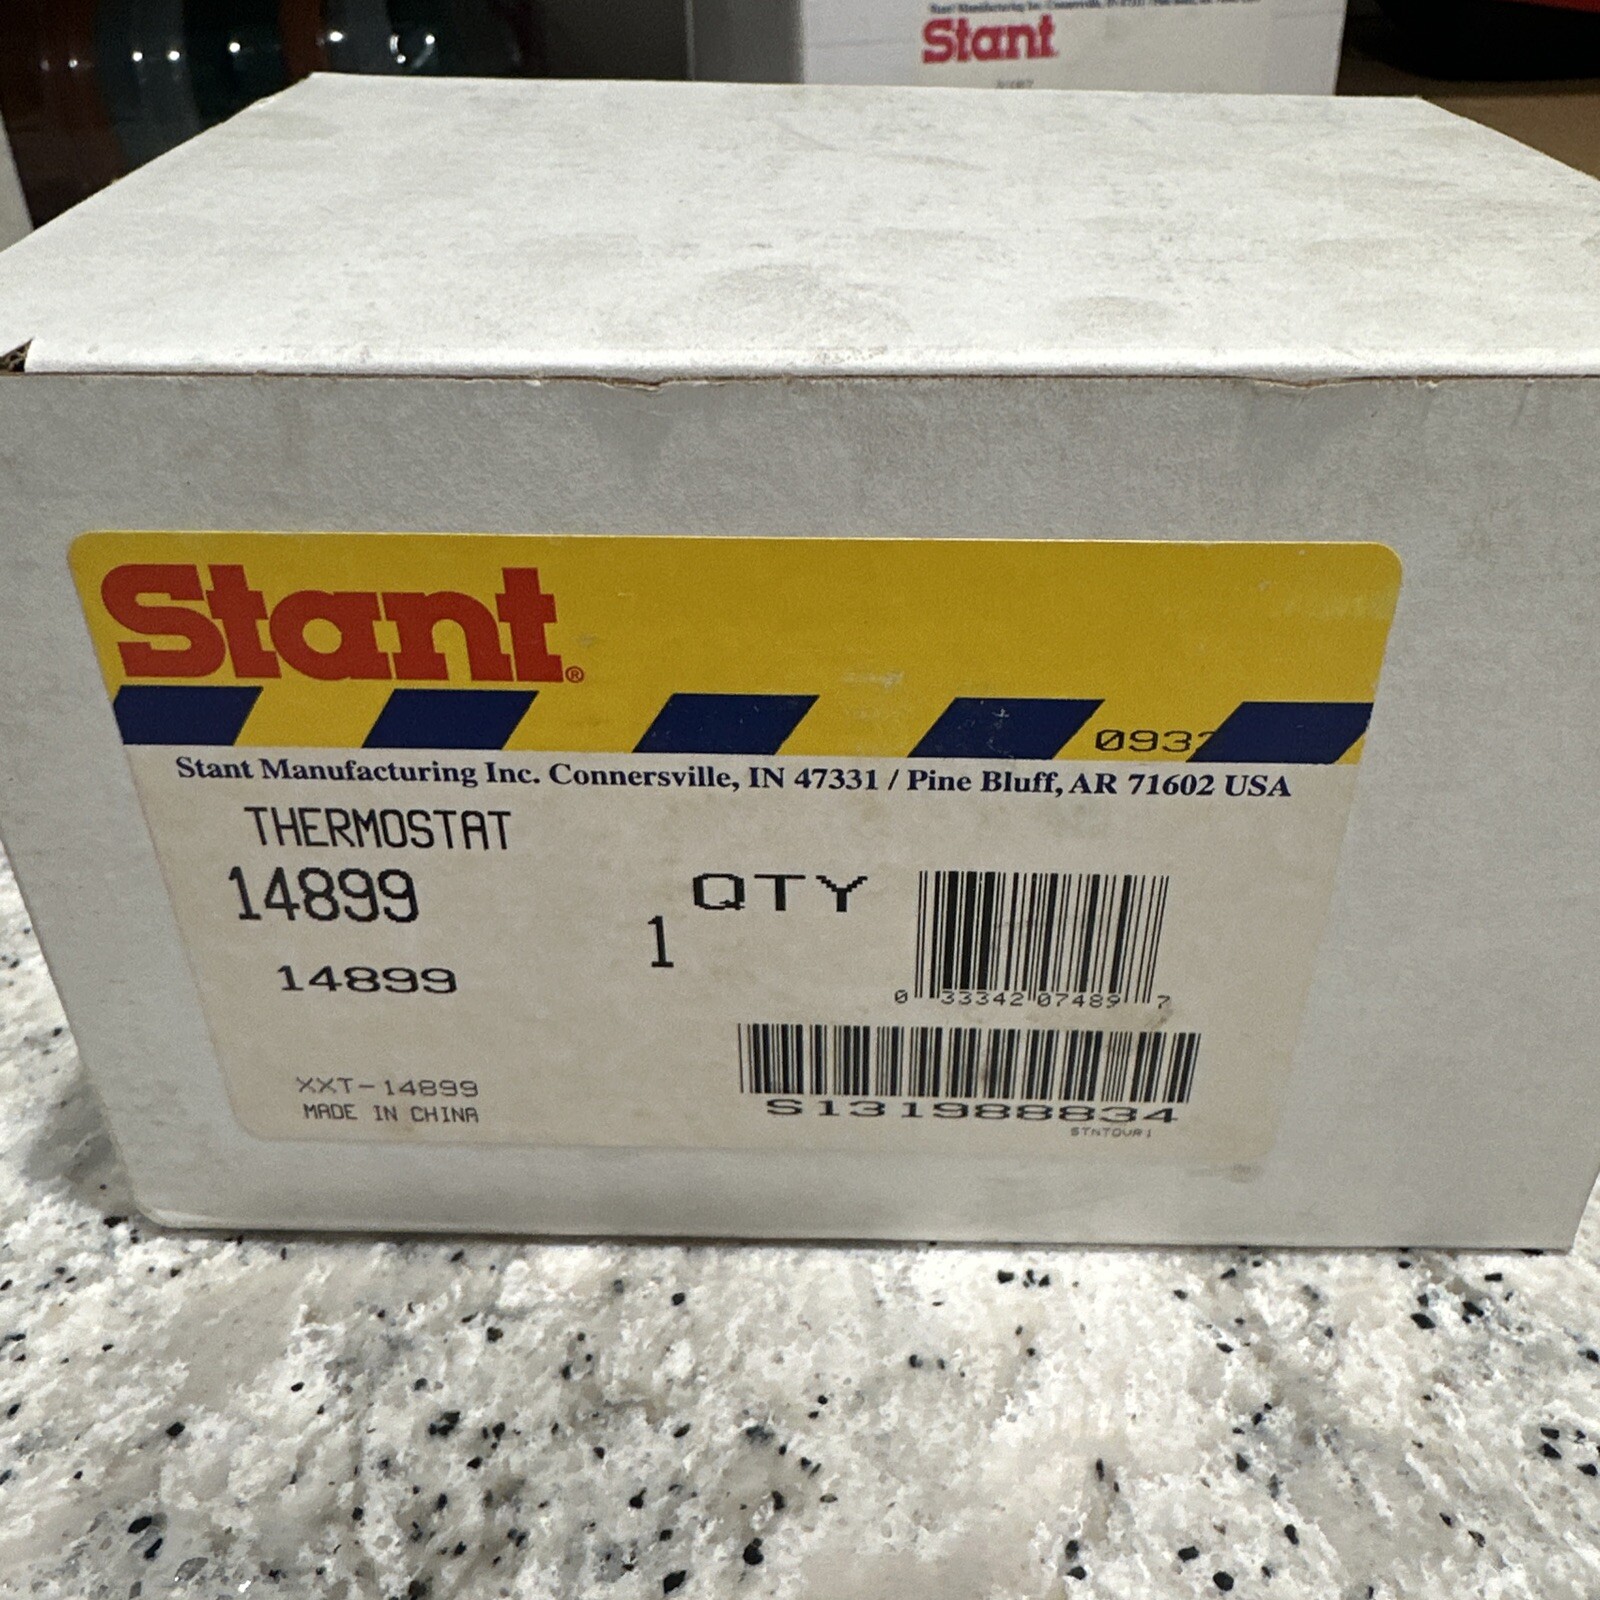 Stant
Stant®
093
Stant Manufacturing Inc. Connersville, IN 47331 / Pine Bluff, AR 71602 USA
THERMOSTAT
14899
QTY
1
14899
0 33342 07489 7
XXT-14899
MADE IN CHINA
S131988834
STNTOUR1